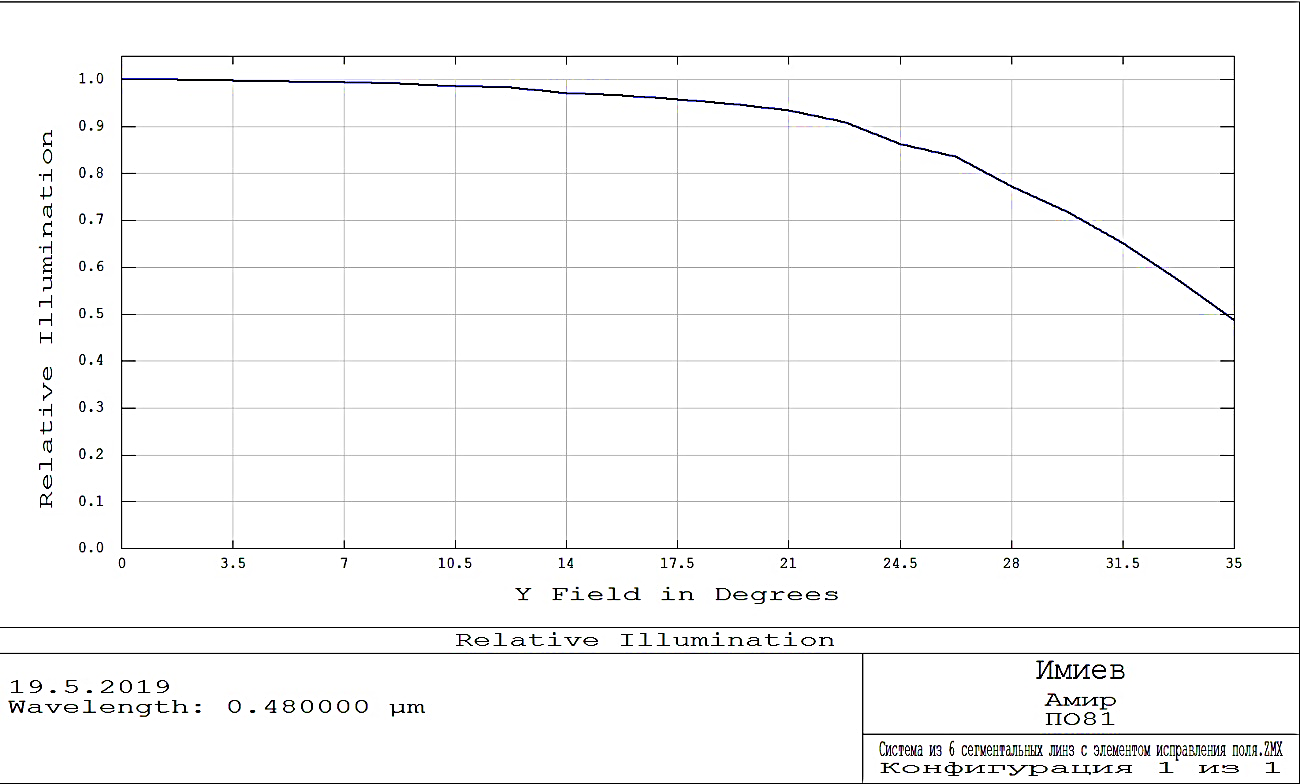 1.0
0.9
0.8
0.7
0.6
0.5
0.4
0.3
0.2
0.1
0.0
Relative Illumination
0 3.5 7 10.5 14 17.5 21 24.5 28 31.5 35
Y Field in Degrees
Relative Illumination
19.5.2019
Wavelength: 0.480000 µm
Имиев
Амир
ПО81
Система из 6 сегментальных линз с элементом исправления поля.ZMX
Конфигурация 1 из 1